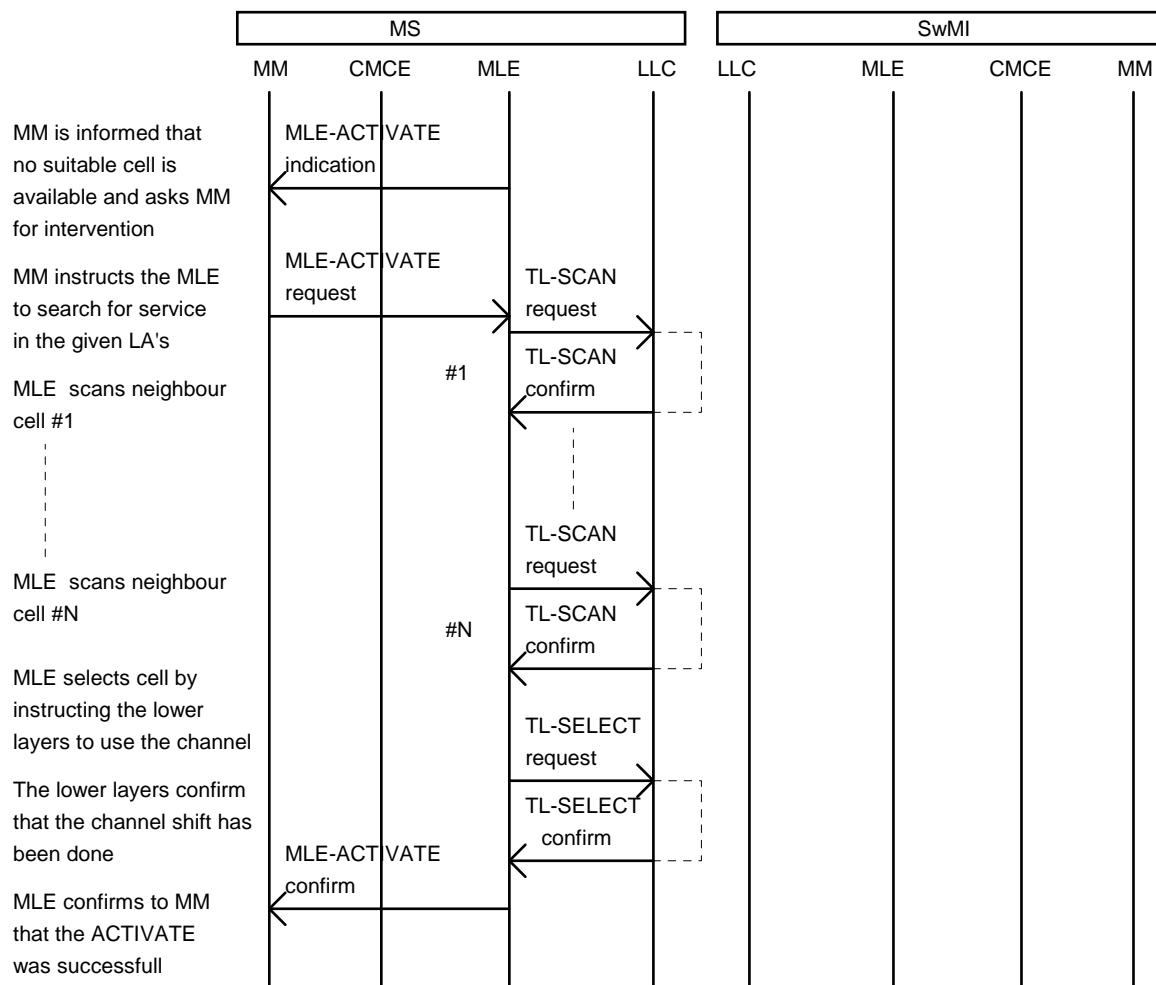 MS
SwMI
MM
CMCE
MLE
LLC
LLC
MLE
CMCE
MM
MM is informed that
no suitable cell is
available and asks MM
for intervention
MLE-ACTIVATE
indication
MM instructs the MLE
to search for service
in the given LA's
MLE-ACTIVATE
request
TL-SCAN
request
MLE scans neighbour
cell #1
#1
TL-SCAN
confirm
MLE scans neighbour
cell #N
TL-SCAN
request
#N
TL-SCAN
confirm
MLE selects cell by
instructing the lower
layers to use the channel
TL-SELECT
request
The lower layers confirm
that the channel shift has
been done
TL-SELECT
confirm
MLE-ACTIVATE
confirm
MLE confirms to MM
that the ACTIVATE
was successfull